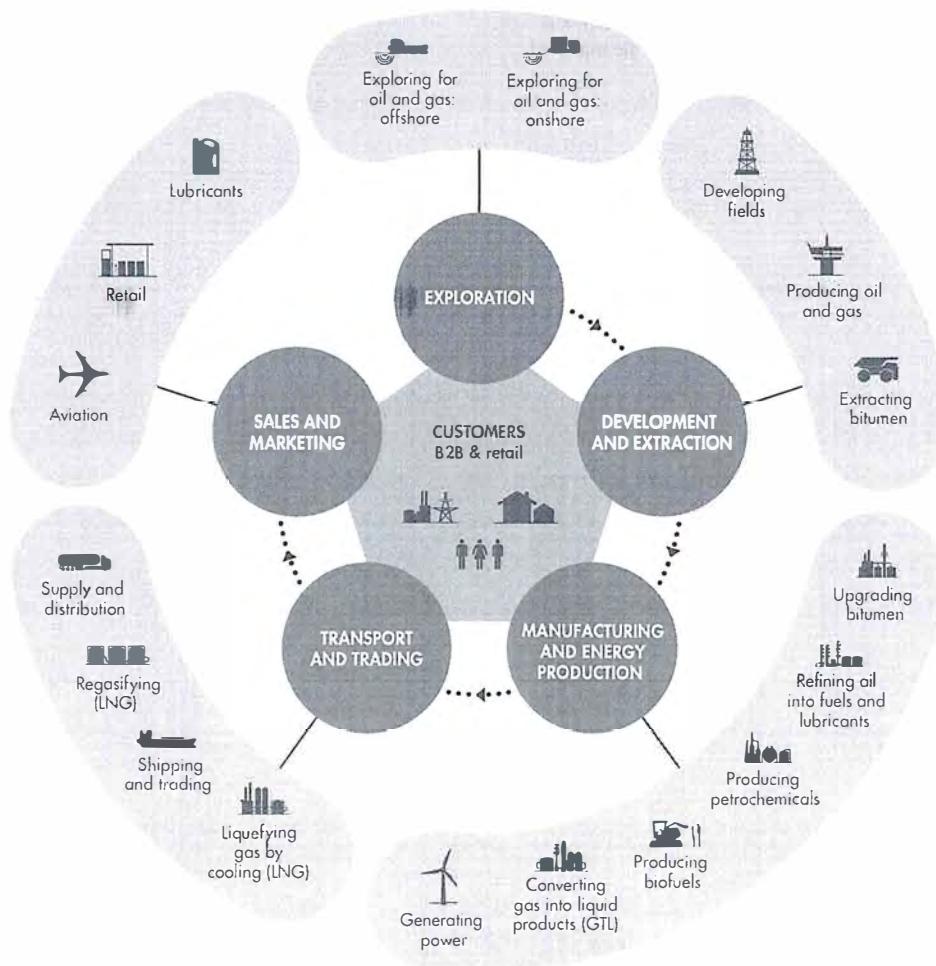 Exploring for
oil and gas:
offshore
Exploring for
oil and gas:
onshore
Lubricants
Retail
Aviation
Developing
fields
Producing oil
and gas
Extracting
bitumen
EXPLORATION
SALES AND
MARKETING
CUSTOMERS
B2B & retail
DEVELOPMENT
AND EXTRACTION
TRANSPORT
AND TRADING
MANUFACTURING
AND ENERGY
PRODUCTION
Supply and
distribution
Regasifying
(LNG)
Shipping
and trading
Liquefying
gas by
cooling (LNG)
Upgrading
bitumen
Refining oil
into fuels and
lubricants
Producing
petrochemicals
Producing
biofuels
Converting
gas into liquid
products (GTL)
Generating
power